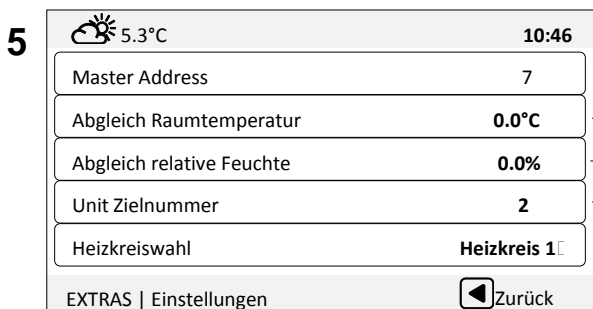 5
5.3°C 10:46
Master Address 7
Abgleich Raumtemperatur 0.0°C
Abgleich relative Feuchte 0.0%
Unit Zielnummer 2
Heizkreiswahl Heizkreis 1
EXTRAS | Einstellungen Zurück